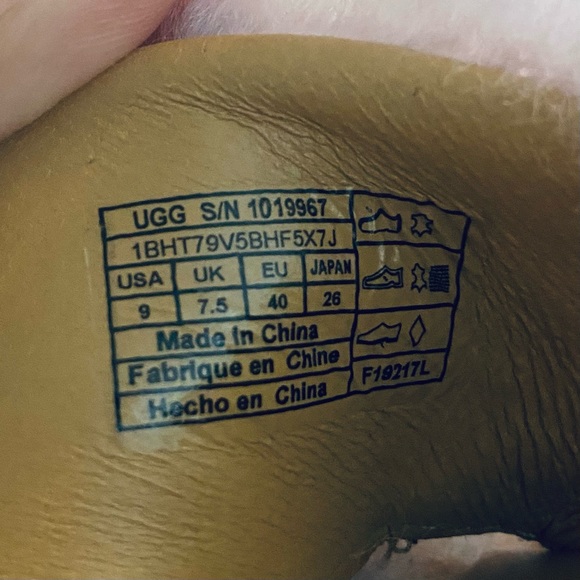 UGG S/N 1019967
1BHT79V5BHF5X7J
USA UK EU JAPAN
9 7.5 40 26
Made in China
Fabrique en Chine
Hecho en China
F19217L